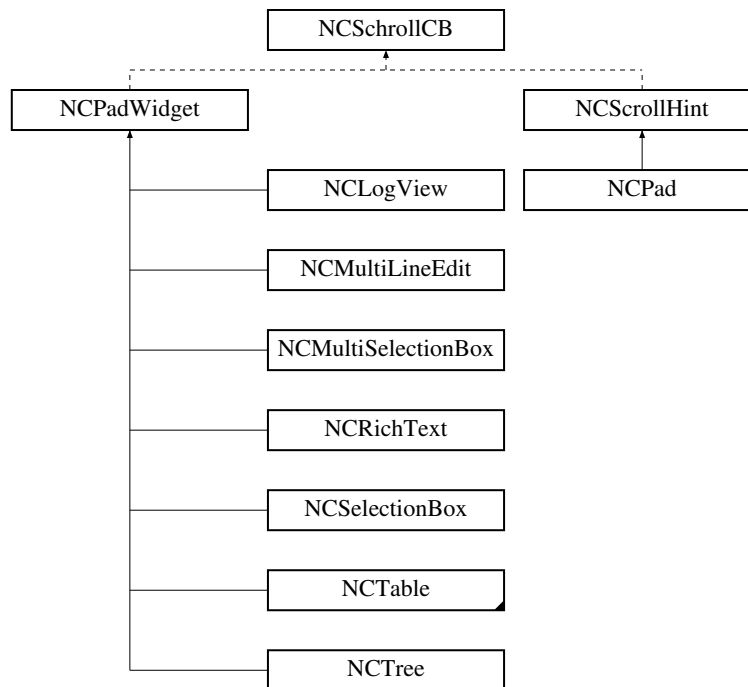 NCSchrollCB
NCPadWidget
NCScrollHint
NCLogView
NCPad
NCMultiLineEdit
NCMultiSelectionBox
NCRichText
NCSelectionBox
NCTable
NCTree